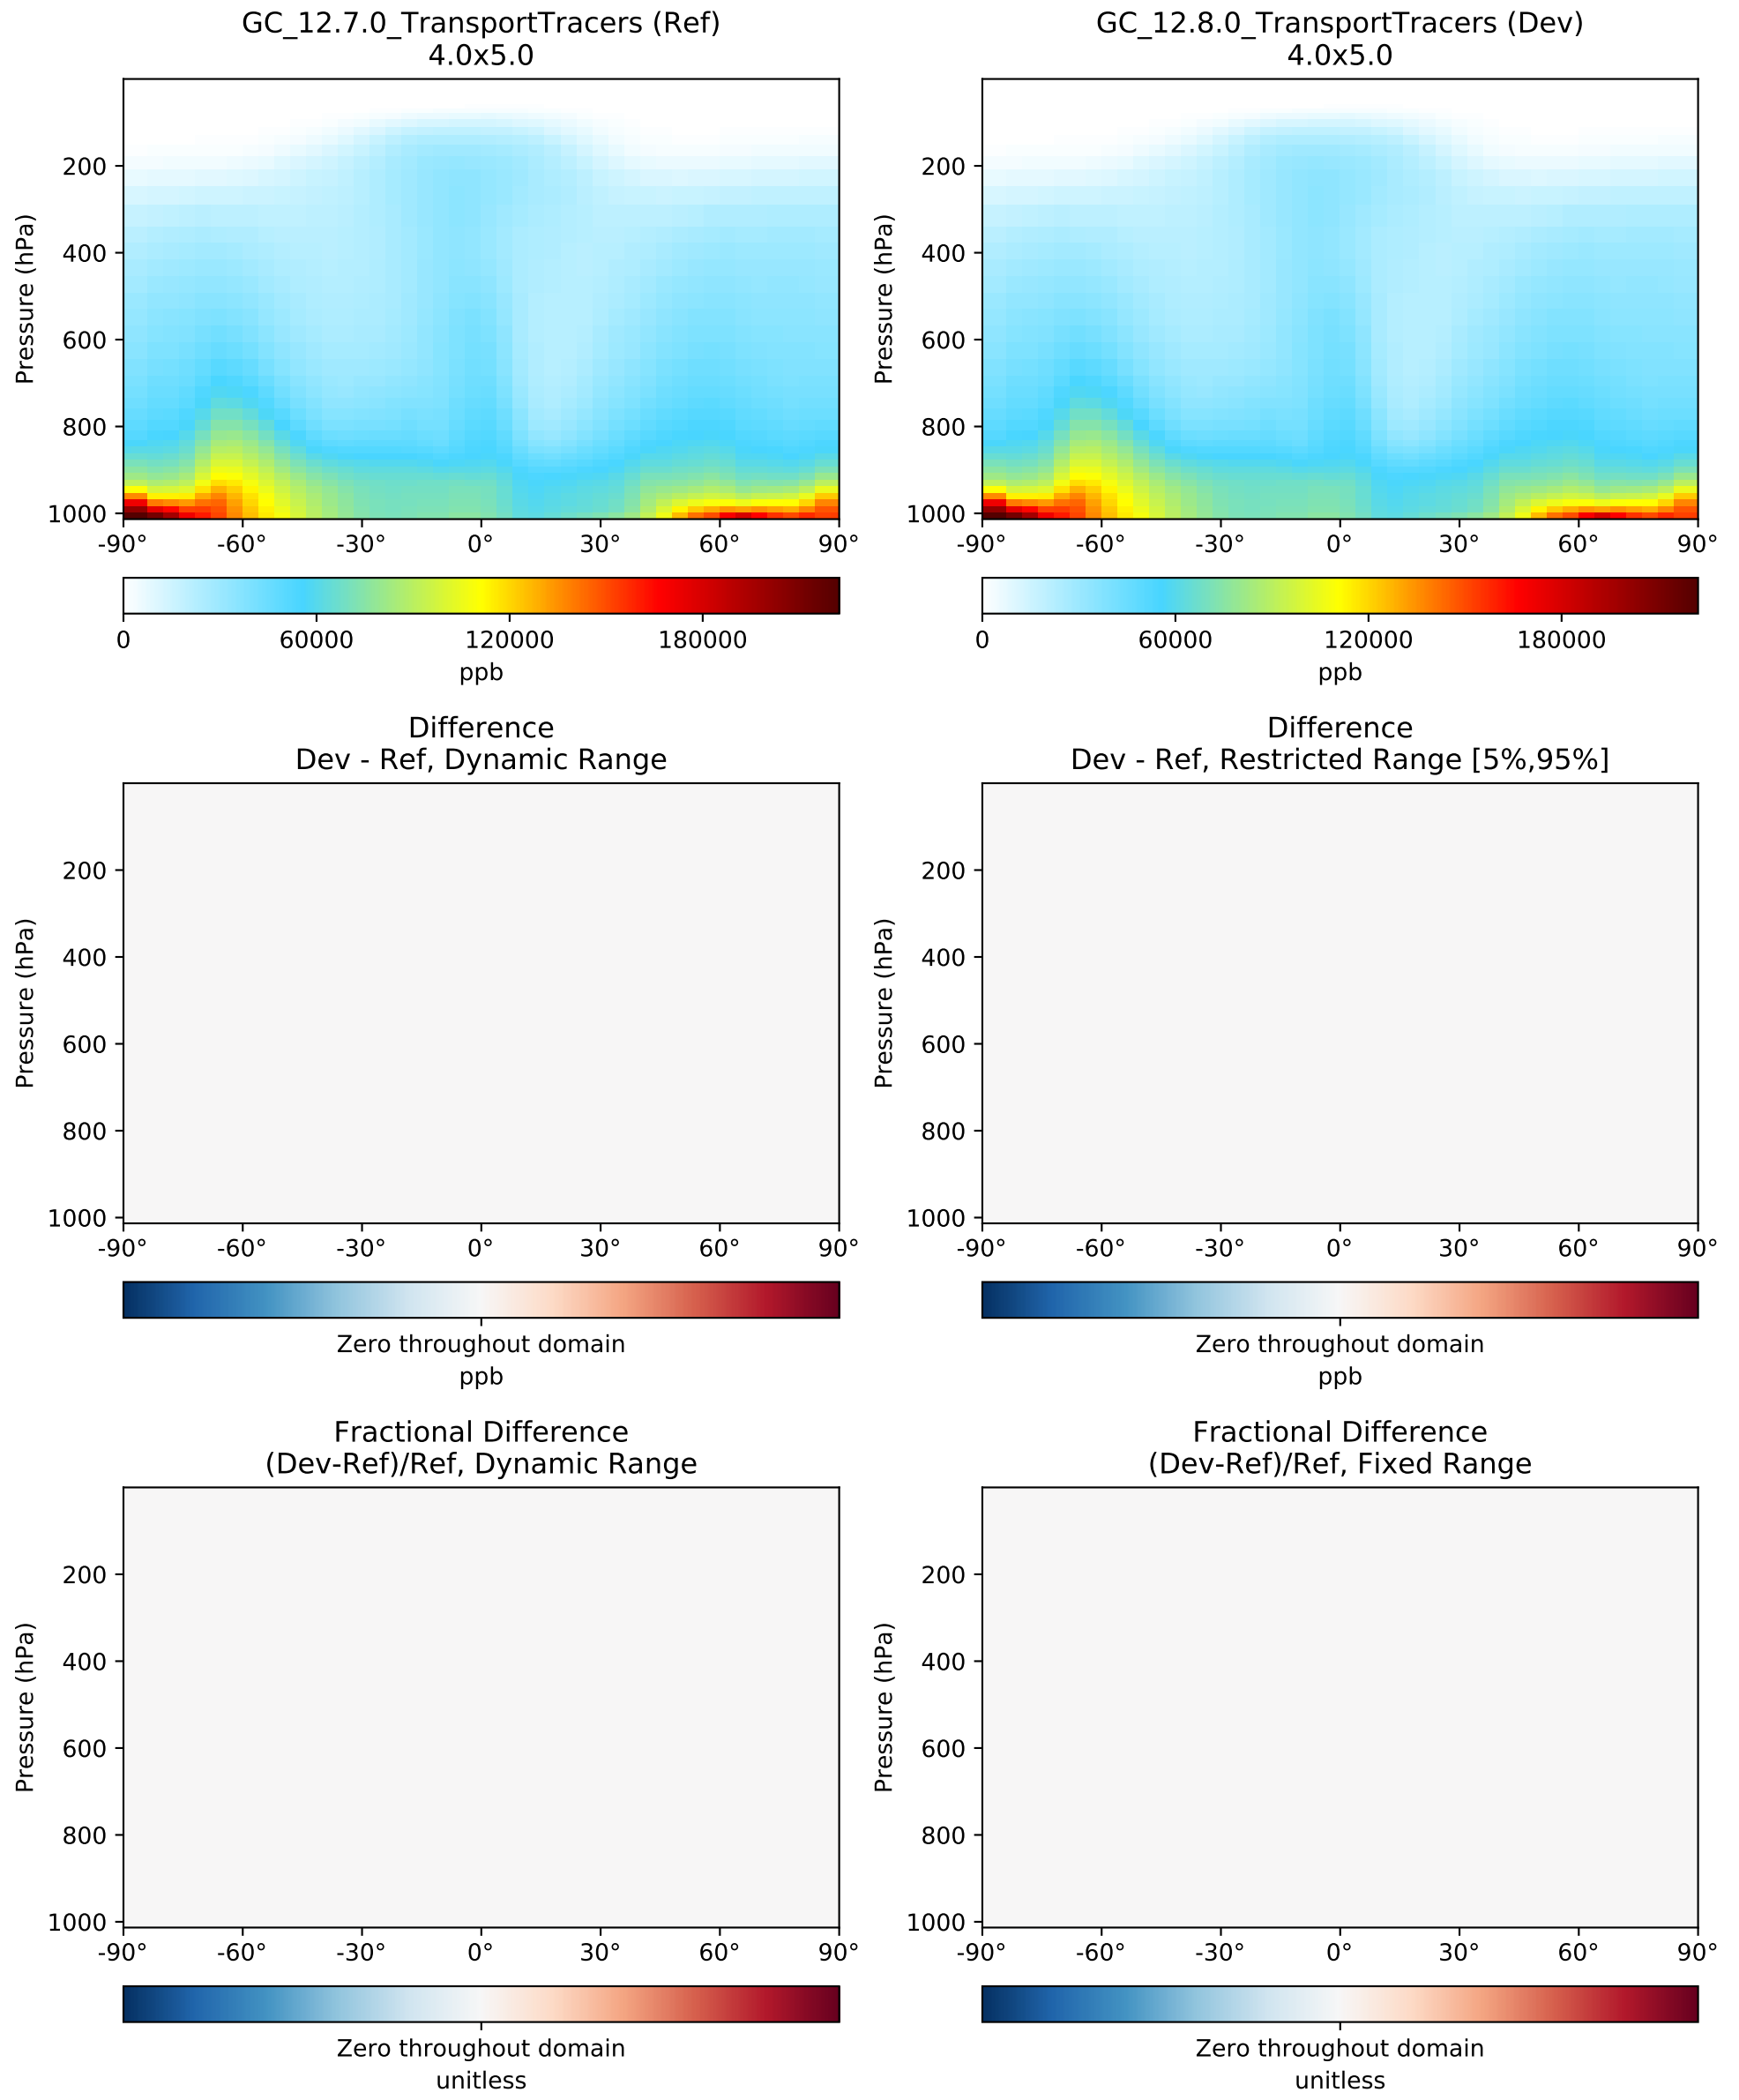 GC_12.7.0_TransportTracers (Ref)
4.0x5.0
Pressure (hPa)
200
400
600
800
1000
-90° -60° -30° 0° 30° 60° 90°
0 60000 120000 180000
ppb
GC_12.8.0_TransportTracers (Dev)
4.0x5.0
Pressure (hPa)
200
400
600
800
1000
-90° -60° -30° 0° 30° 60° 90°
0 60000 120000 180000
ppb
Difference
Dev - Ref, Dynamic Range
Pressure (hPa)
200
400
600
800
1000
-90° -60° -30° 0° 30° 60° 90°
Zero throughout domain
ppb
Difference
Dev - Ref, Restricted Range [5%,95%]
Pressure (hPa)
200
400
600
800
1000
-90° -60° -30° 0° 30° 60° 90°
Zero throughout domain
ppb
Fractional Difference
(Dev-Ref)/Ref, Dynamic Range
Pressure (hPa)
200
400
600
800
1000
-90° -60° -30° 0° 30° 60° 90°
Zero throughout domain
unitless
Fractional Difference
(Dev-Ref)/Ref, Fixed Range
Pressure (hPa)
200
400
600
800
1000
-90° -60° -30° 0° 30° 60° 90°
Zero throughout domain
unitless